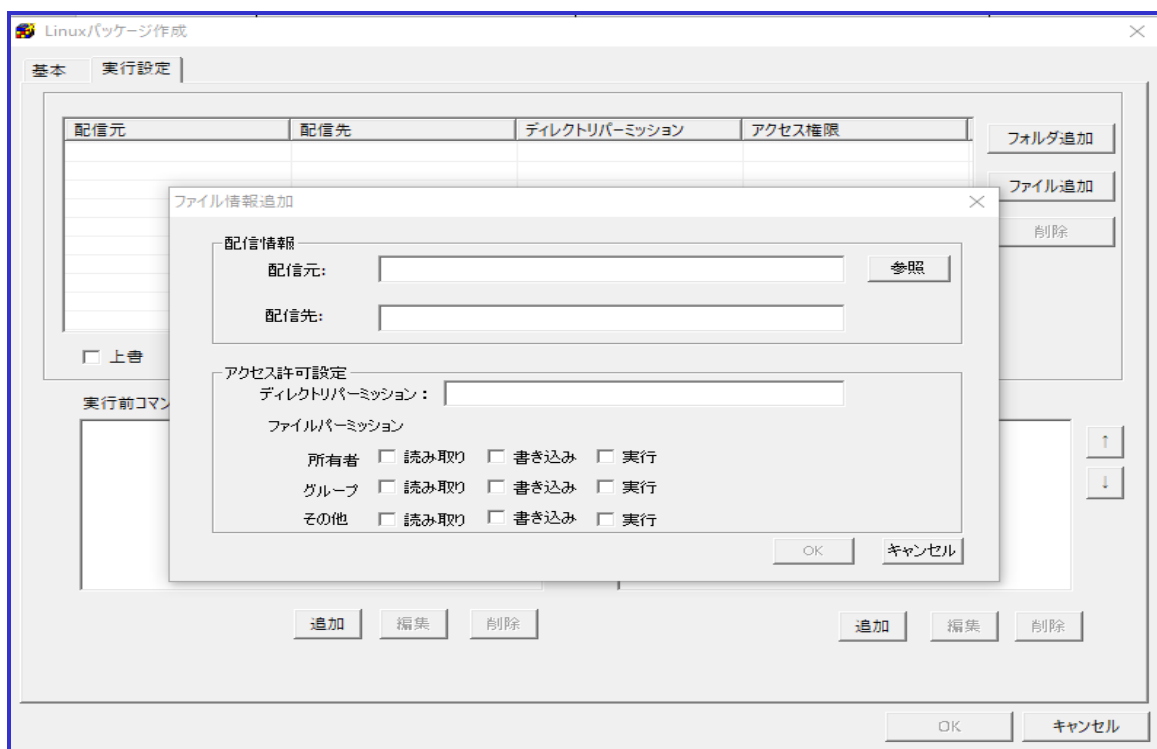 Linuxパッケージ作成
基本 実行設定
配信元 配信先 ディレクトリパーミッション アクセス権限
フォルダ追加
ファイル追加
削除
ファイル情報追加
配信情報
配信元: 参照
配信先:
アクセス許可設定
ディレクトリパーミッション:
ファイルパーミッション
所有者 読み取り 書き込み 実行
グループ 読み取り 書き込み 実行
その他 読み取り 書き込み 実行
OK キャンセル
上書
実行前コマン
↑
↓
追加 編集 削除 追加 編集 削除
OK キャンセル